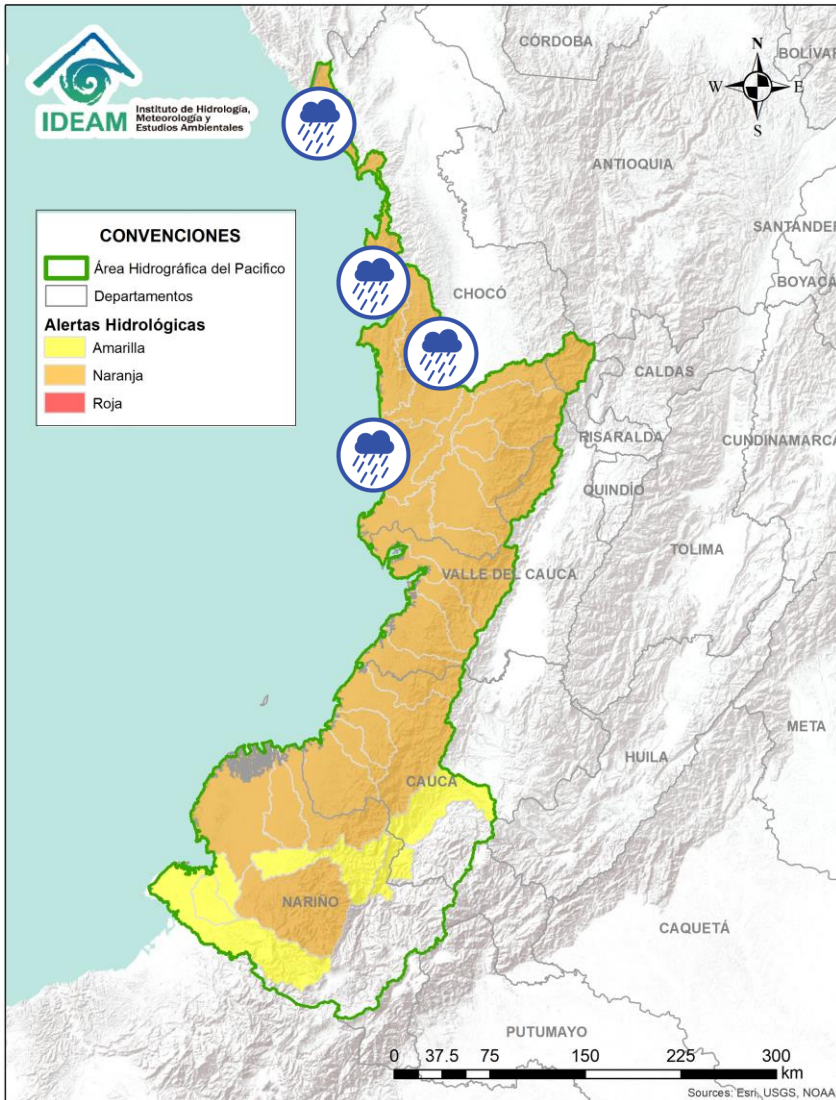 IDEAM
Instituto de Hidrología,
Meteorología y
Estudios Ambientales
CÓRDOBA
BOLÍVAR
N
W
E
S
ANTIOQUIA
CONVENCIONES
Área Hidrográfica del Pacifico
Departamentos
Alertas Hidrológicas
Amarilla
Naranja
Roja
SANTANDER
BOYACÁ
CHOCÓ
CALDAS
RISARALDA
CUNDINAMARCA
QUINDÍO
TOLIMA
VALLE DEL CAUCA
META
HUILA
CAUCA
NARIÑO
CAQUETÁ
PUTUMAYO
0 37.5 75 150 225 300
km
Sources: Esri, USGS, NOAA